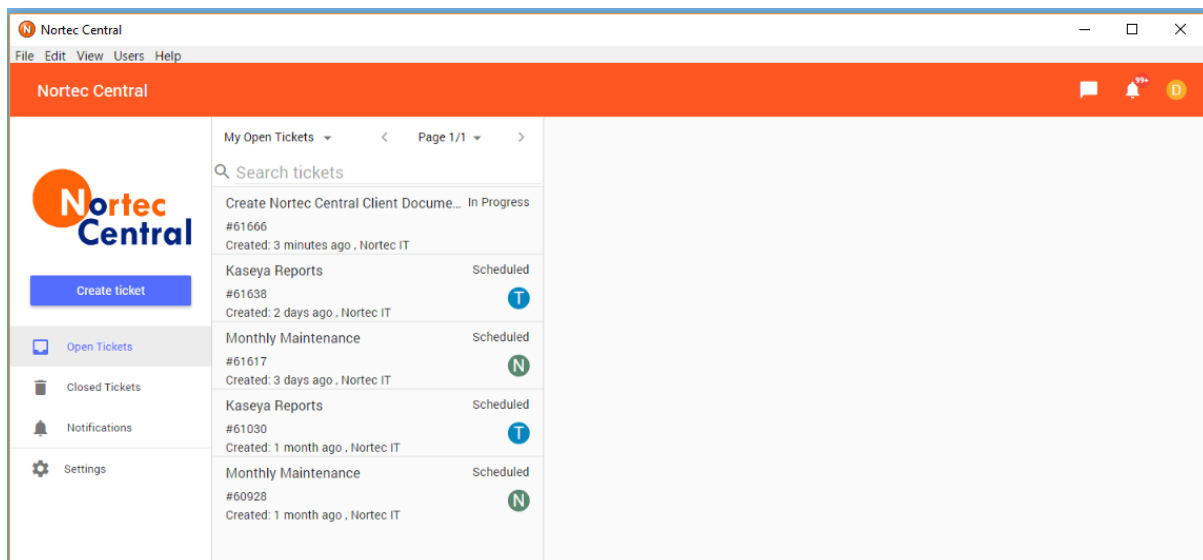 N Nortec Central
File Edit View Users Help
Nortec Central 99+ D
Nortec
Central
Create ticket
Open Tickets
Closed Tickets
Notifications
Settings
My Open Tickets Page 1/1
Search tickets
Create Nortec Central Client Docume... In Progress
#61666
Created: 3 minutes ago , Nortec IT
Kaseya Reports Scheduled
#61638 T
Created: 2 days ago , Nortec IT
Monthly Maintenance Scheduled
#61617 N
Created: 3 days ago , Nortec IT
Kaseya Reports Scheduled
#61030 T
Created: 1 month ago , Nortec IT
Monthly Maintenance Scheduled
#60928 N
Created: 1 month ago , Nortec IT